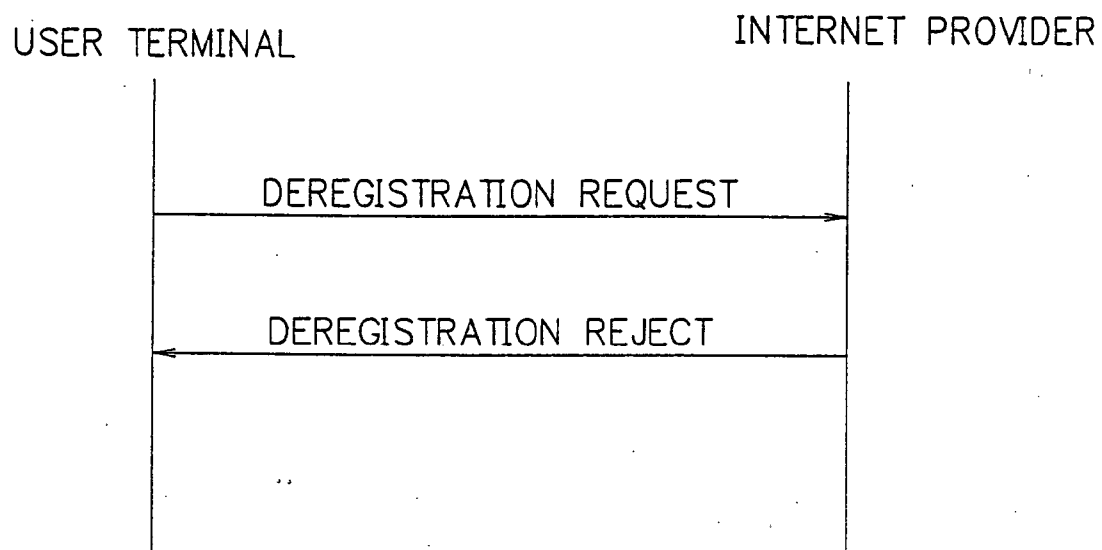 USER TERMINAL
INTERNET PROVIDER
DEREGISTRATION REQUEST
DEREGISTRATION REJECT